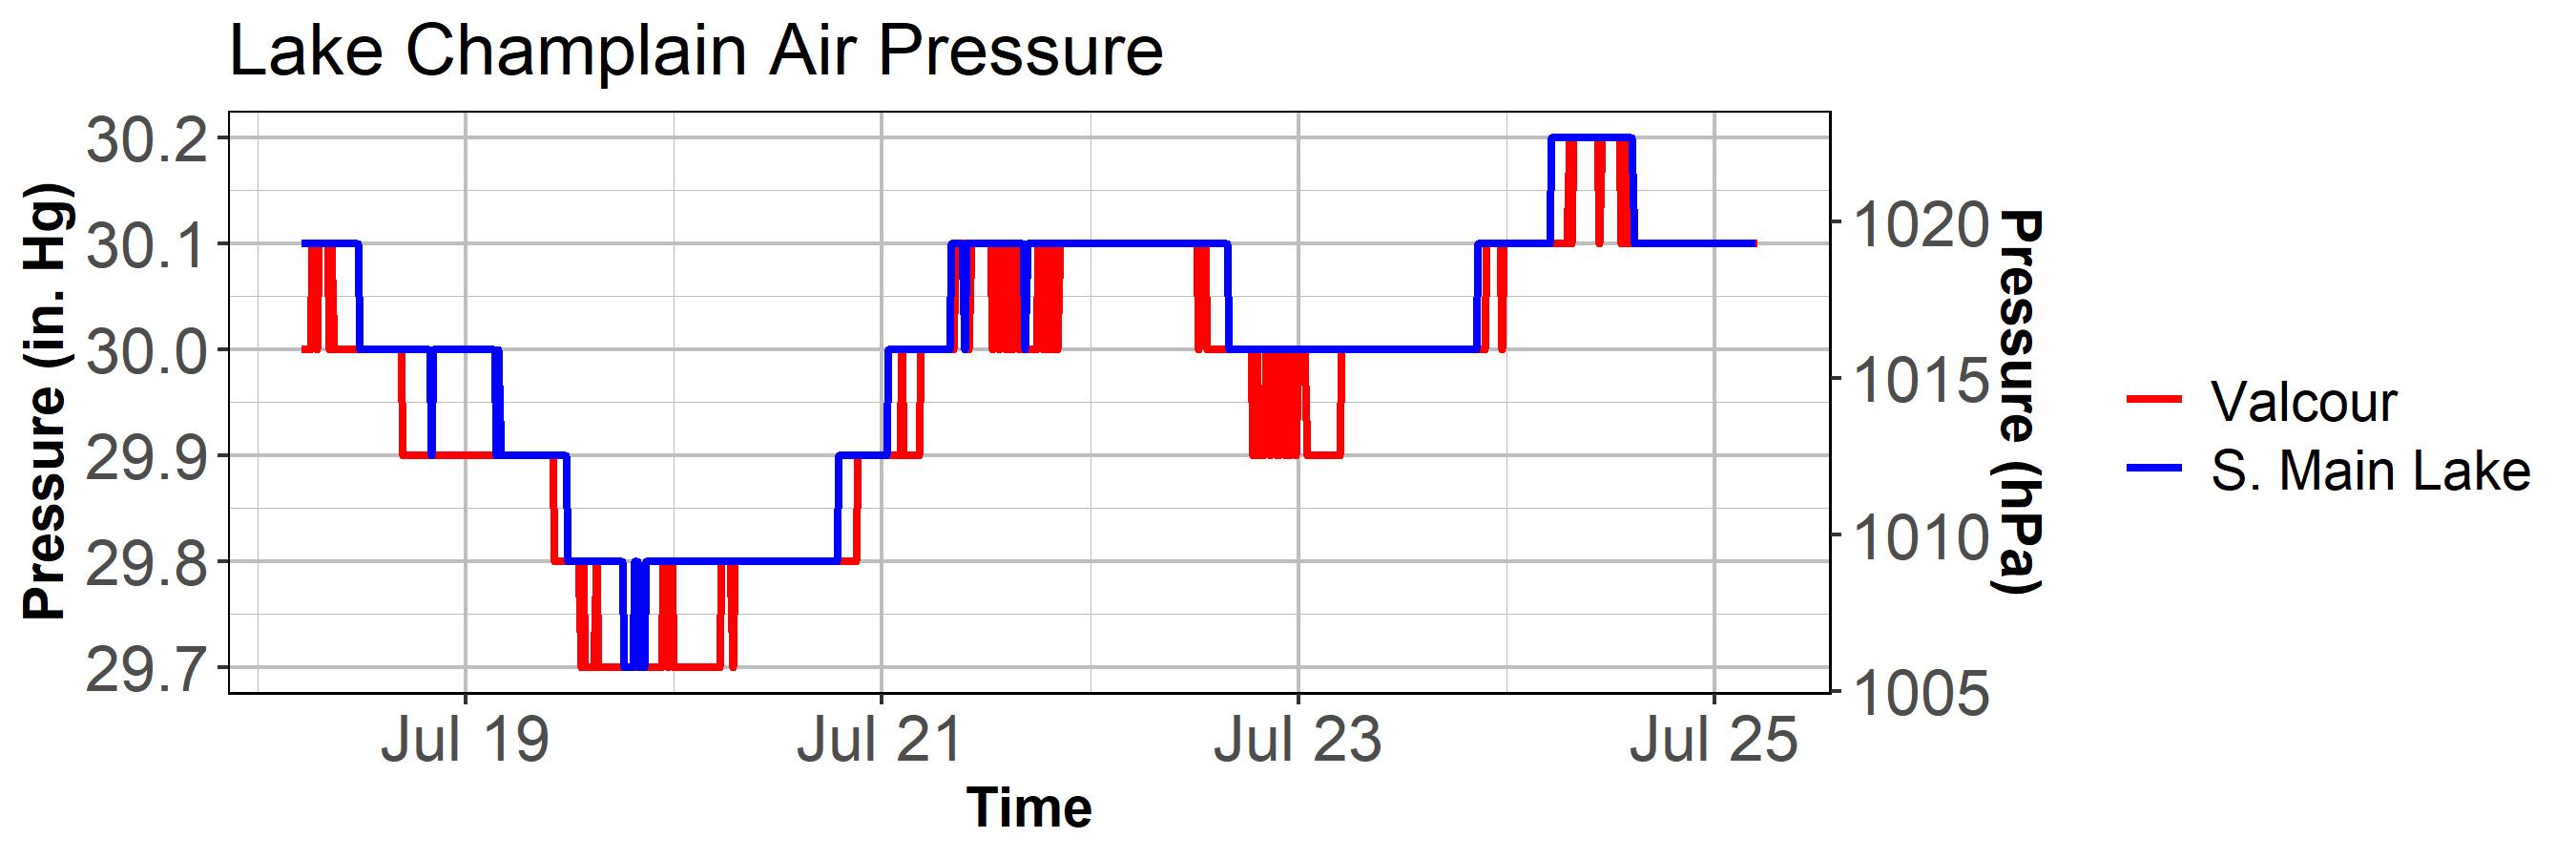 Lake Champlain Air Pressure
30.2
30.1
30.0
29.9
29.8
29.7
Pressure (in. Hg)
1020
1015
1010
1005
Pressure (hPa)
Jul 19
Jul 21
Jul 23
Jul 25
Time
Valcour
S. Main Lake